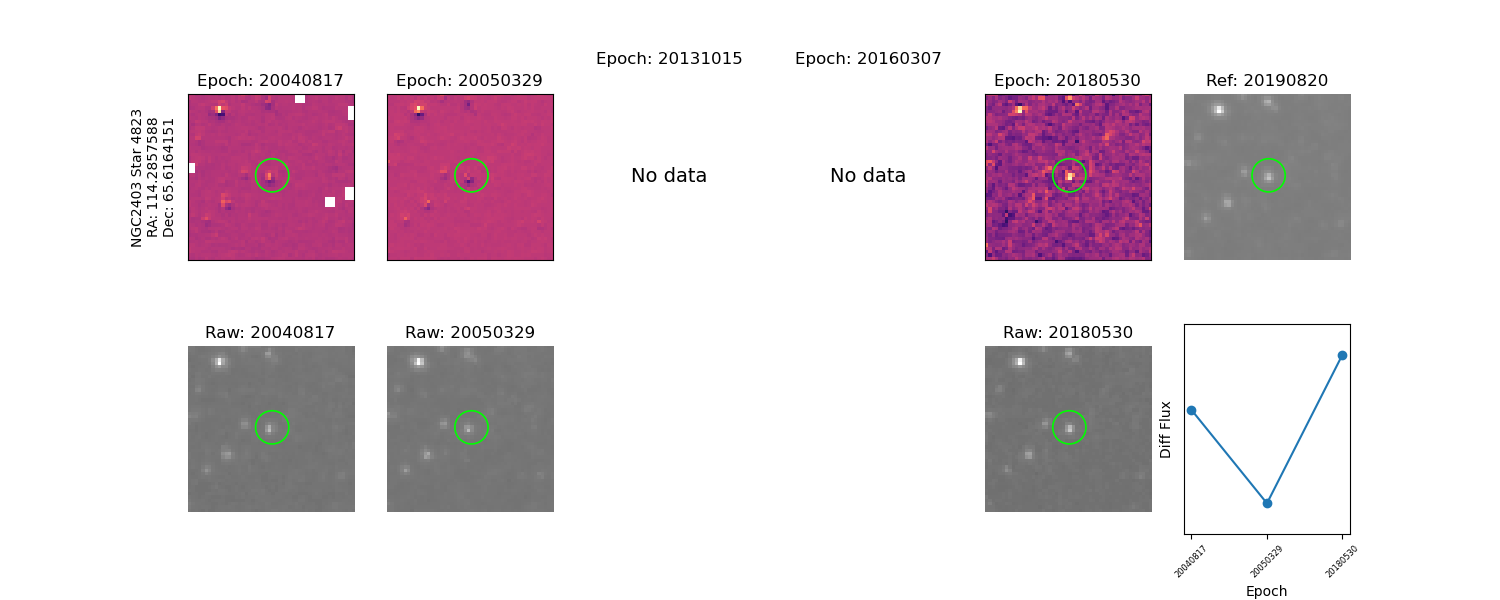 Epoch: 20131015
Epoch: 20160307
Epoch: 20040817
Epoch: 20050329
Epoch: 20180530
Ref: 20190820
NGC2403 Star 4823
RA: 114.2857588
Dec: 65.6164151
No data
No data
Raw: 20040817
Raw: 20050329
Raw: 20180530
Diff Flux
20040817
20050329
20180530
Epoch